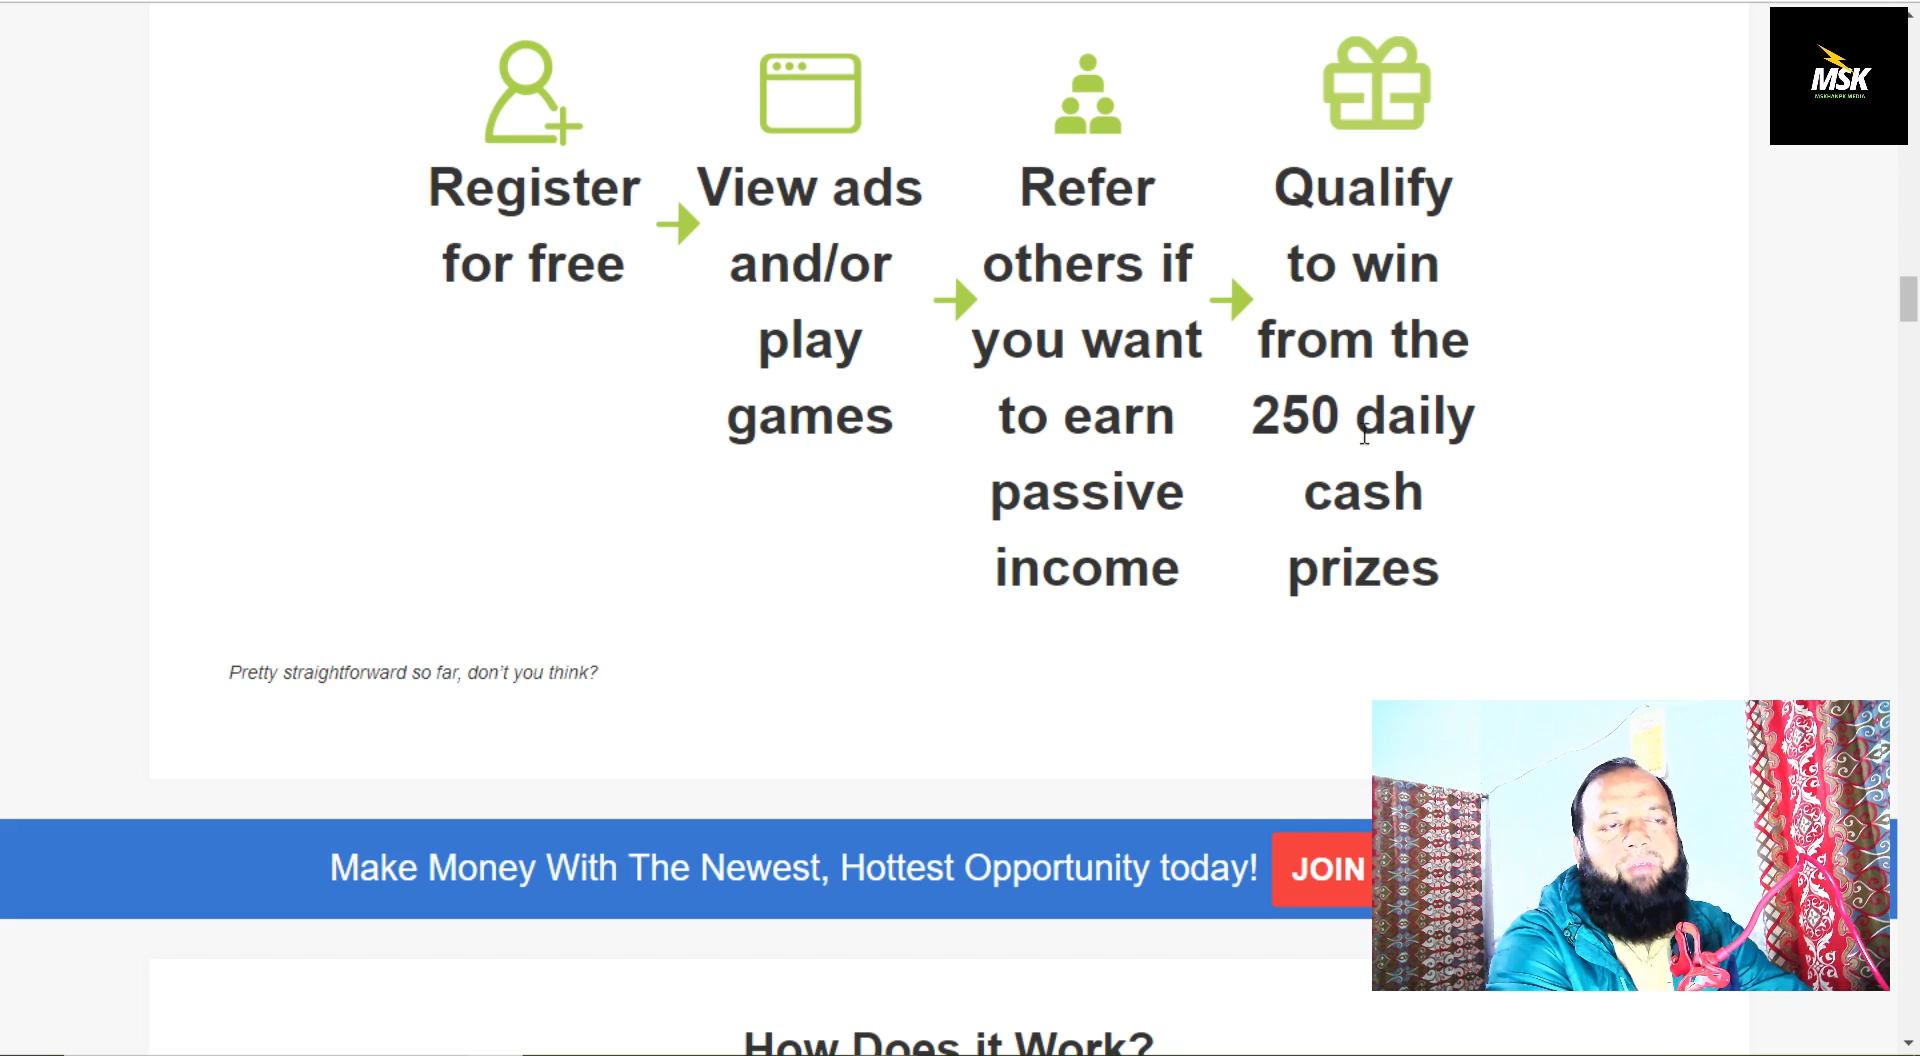 MSK
MSKHANPK MEDIA
Register
for free
View ads
and/or
play
games
Refer
others if
you want
to earn
passive
income
Qualify
to win
from the
250 daily
cash
prizes
Pretty straightforward so far, don't you think?
Make Money With The Newest, Hottest Opportunity today!
JOIN
How Does it Work?